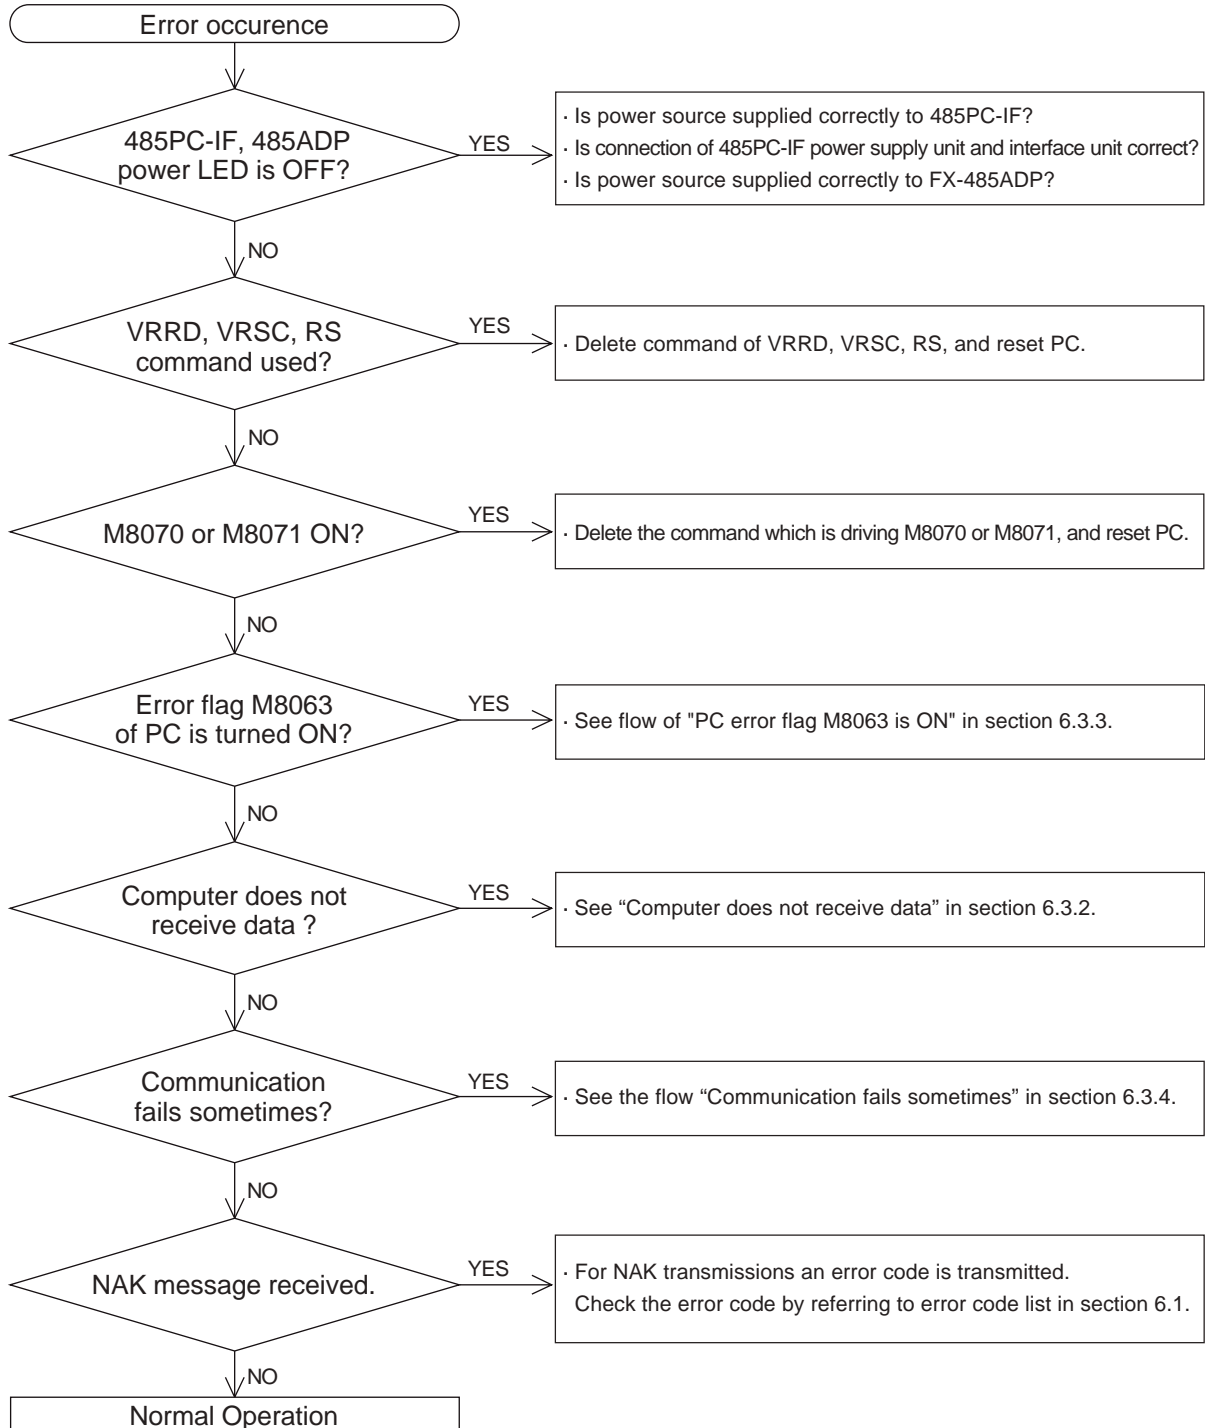 Error occurence
485PC-IF, 485ADP
power LED is OFF?
YES
· Is power source supplied correctly to 485PC-IF?
· Is connection of 485PC-IF power supply unit and interface unit correct?
· Is power source supplied correctly to FX-485ADP?
NO
VRRD, VRSC, RS
command used?
YES
· Delete command of VRRD, VRSC, RS, and reset PC.
NO
M8070 or M8071 ON?
YES
· Delete the command which is driving M8070 or M8071, and reset PC.
NO
Error flag M8063
of PC is turned ON?
YES
· See flow of "PC error flag M8063 is ON" in section 6.3.3.
NO
Computer does not
receive data ?
YES
· See “Computer does not receive data” in section 6.3.2.
NO
Communication
fails sometimes?
YES
· See the flow “Communication fails sometimes” in section 6.3.4.
NO
NAK message received.
YES
· For NAK transmissions an error code is transmitted.
Check the error code by referring to error code list in section 6.1.
NO
Normal Operation